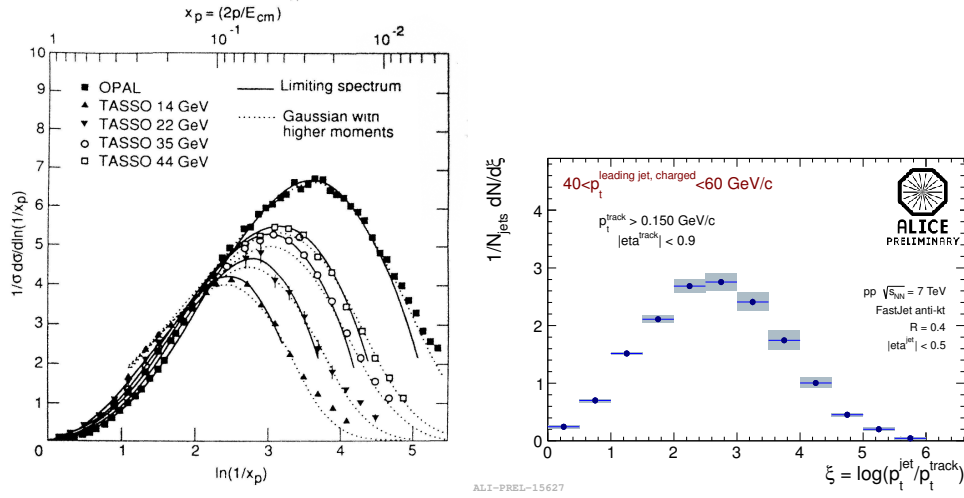 x_p = (2p/E_cm)
1 10^-1 10^-2
10
9
8
7
6
5
4
3
2
1
0
1/σ dσ/dln(1/x_p)
OPAL
TASSO 14 GeV
TASSO 22 GeV
TASSO 35 GeV
TASSO 44 GeV
Limiting spectrum
Gaussian with
higher moments
0 1 2 3 4 5
ln(1/x_p)
1/N_jets dN/dξ
4
3
2
1
0
40<p_t^leading jet, charged<60 GeV/c
p_t^track > 0.150 GeV/c
|eta^track| < 0.9
ALICE
PRELIMINARY
pp √s_NN = 7 TeV
FastJet anti-kt
R = 0.4
|eta^jet| < 0.5
0 1 2 3 4 5 6
ξ = log(p_t^jet/p_t^track)
ALI-PREL-15627